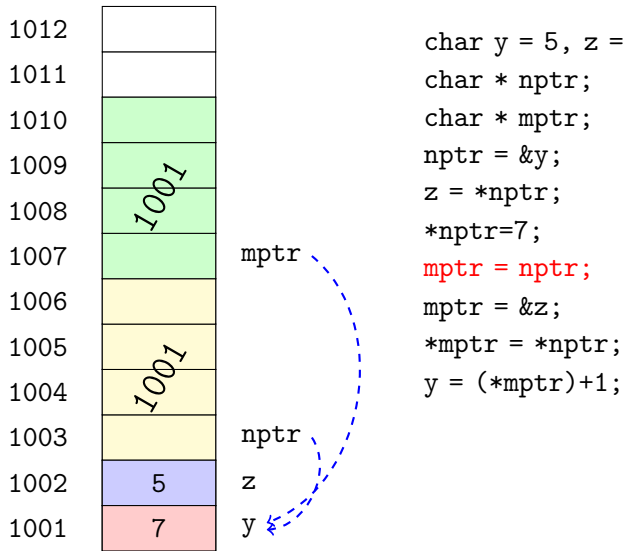 1012
char y = 5, z =
1011
char * nptr;
1010
char * mptr;
1009
nptr = &y;
1001
1008
z = *nptr;
*nptr=7;
1007
mptr
mptr = nptr;
1006
mptr = &z;
1005
*mptr = *nptr;
1001
1004
y = (*mptr)+1;
1003
nptr
1002
5
z
1001
7
y